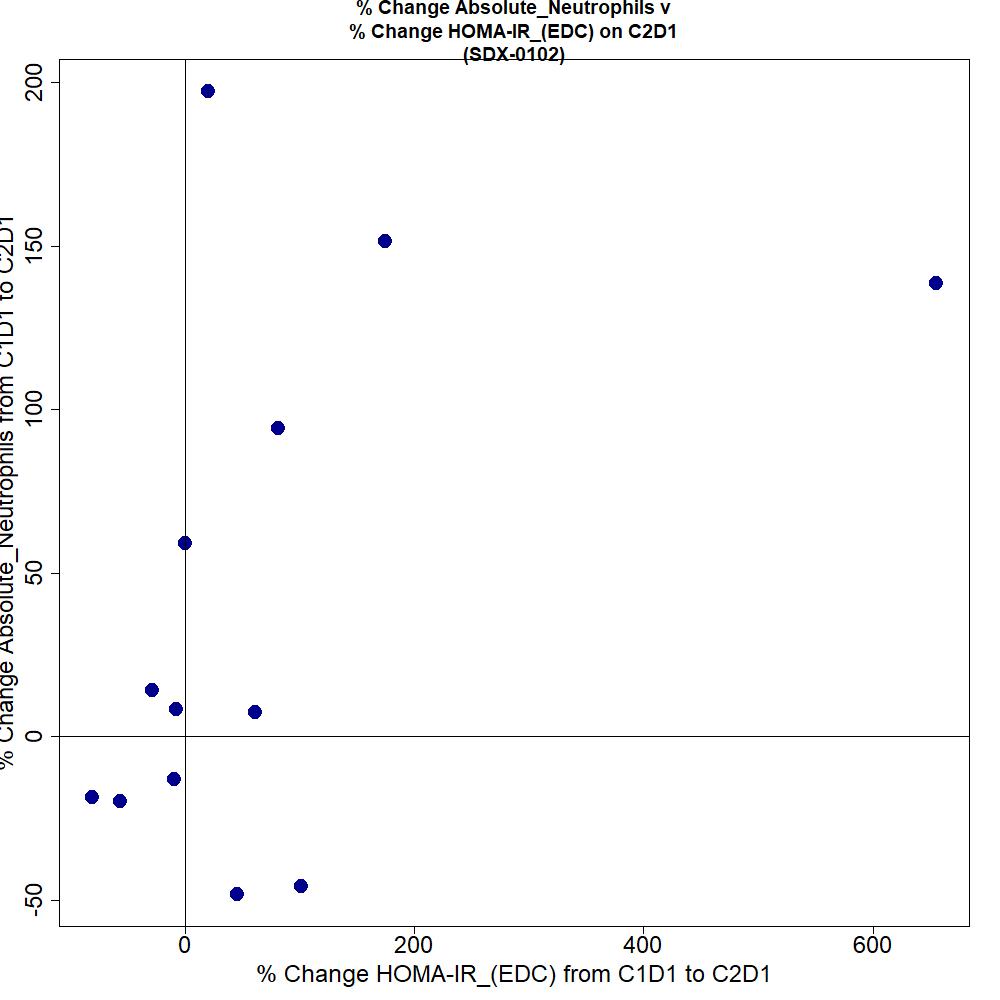 % Change Absolute_Neutrophils v
% Change HOMA-IR_(EDC) on C2D1
(SDX-0102)
% Change Absolute_Neutrophils from C1D1 to C2D1
200
150
100
50
0
-50
0
200
400
600
% Change HOMA-IR_(EDC) from C1D1 to C2D1